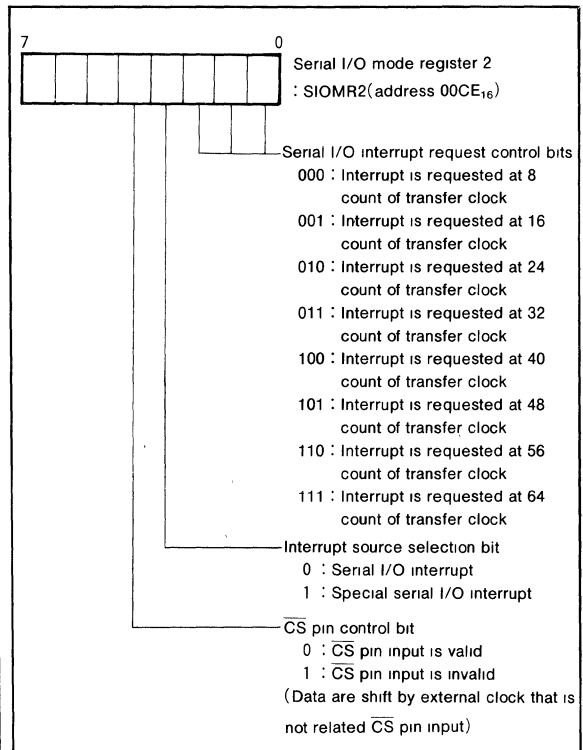 7 0
Serial I/O mode register 2
: SIOMR2(address 00CE₁₆)
Serial I/O interrupt request control bits
000 : Interrupt is requested at 8
count of transfer clock
001 : Interrupt is requested at 16
count of transfer clock
010 : Interrupt is requested at 24
count of transfer clock
011 : Interrupt is requested at 32
count of transfer clock
100 : Interrupt is requested at 40
count of transfer clock
101 : Interrupt is requested at 48
count of transfer clock
110 : Interrupt is requested at 56
count of transfer clock
111 : Interrupt is requested at 64
count of transfer clock
Interrupt source selection bit
0 : Serial I/O interrupt
1 : Special serial I/O interrupt
C̅S̅ pin control bit
0 : C̅S̅ pin input is valid
1 : C̅S̅ pin input is invalid
(Data are shift by external clock that is
not related C̅S̅ pin input)